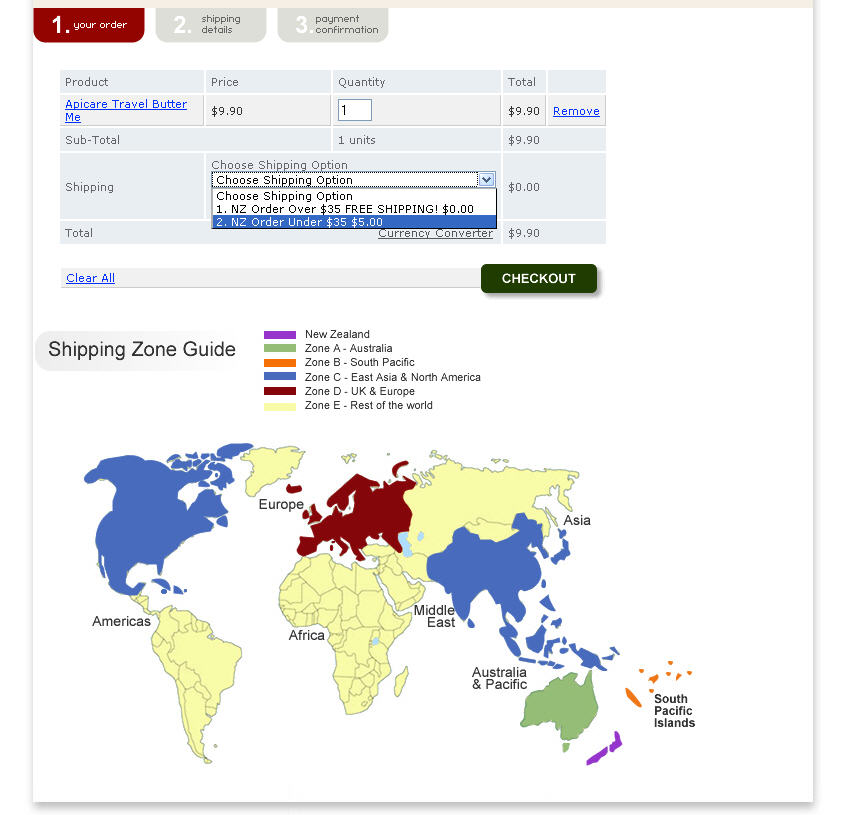 1. your order
2. shipping details
3. payment confirmation
Product Price Quantity Total
Apicare Travel Butter Me $9.90 1 $9.90 Remove
Sub-Total 1 units $9.90
Choose Shipping Option
Shipping Choose Shipping Option $0.00
Choose Shipping Option
1. NZ Order Over $35 FREE SHIPPING! $0.00
2. NZ Order Under $35 $5.00
Total Currency Converter $9.90
Clear All CHECKOUT
Shipping Zone Guide
New Zealand
Zone A - Australia
Zone B - South Pacific
Zone C - East Asia & North America
Zone D - UK & Europe
Zone E - Rest of the world
Europe
Asia
Americas
Africa
Middle
East
Australia
& Pacific
South
Pacific
Islands